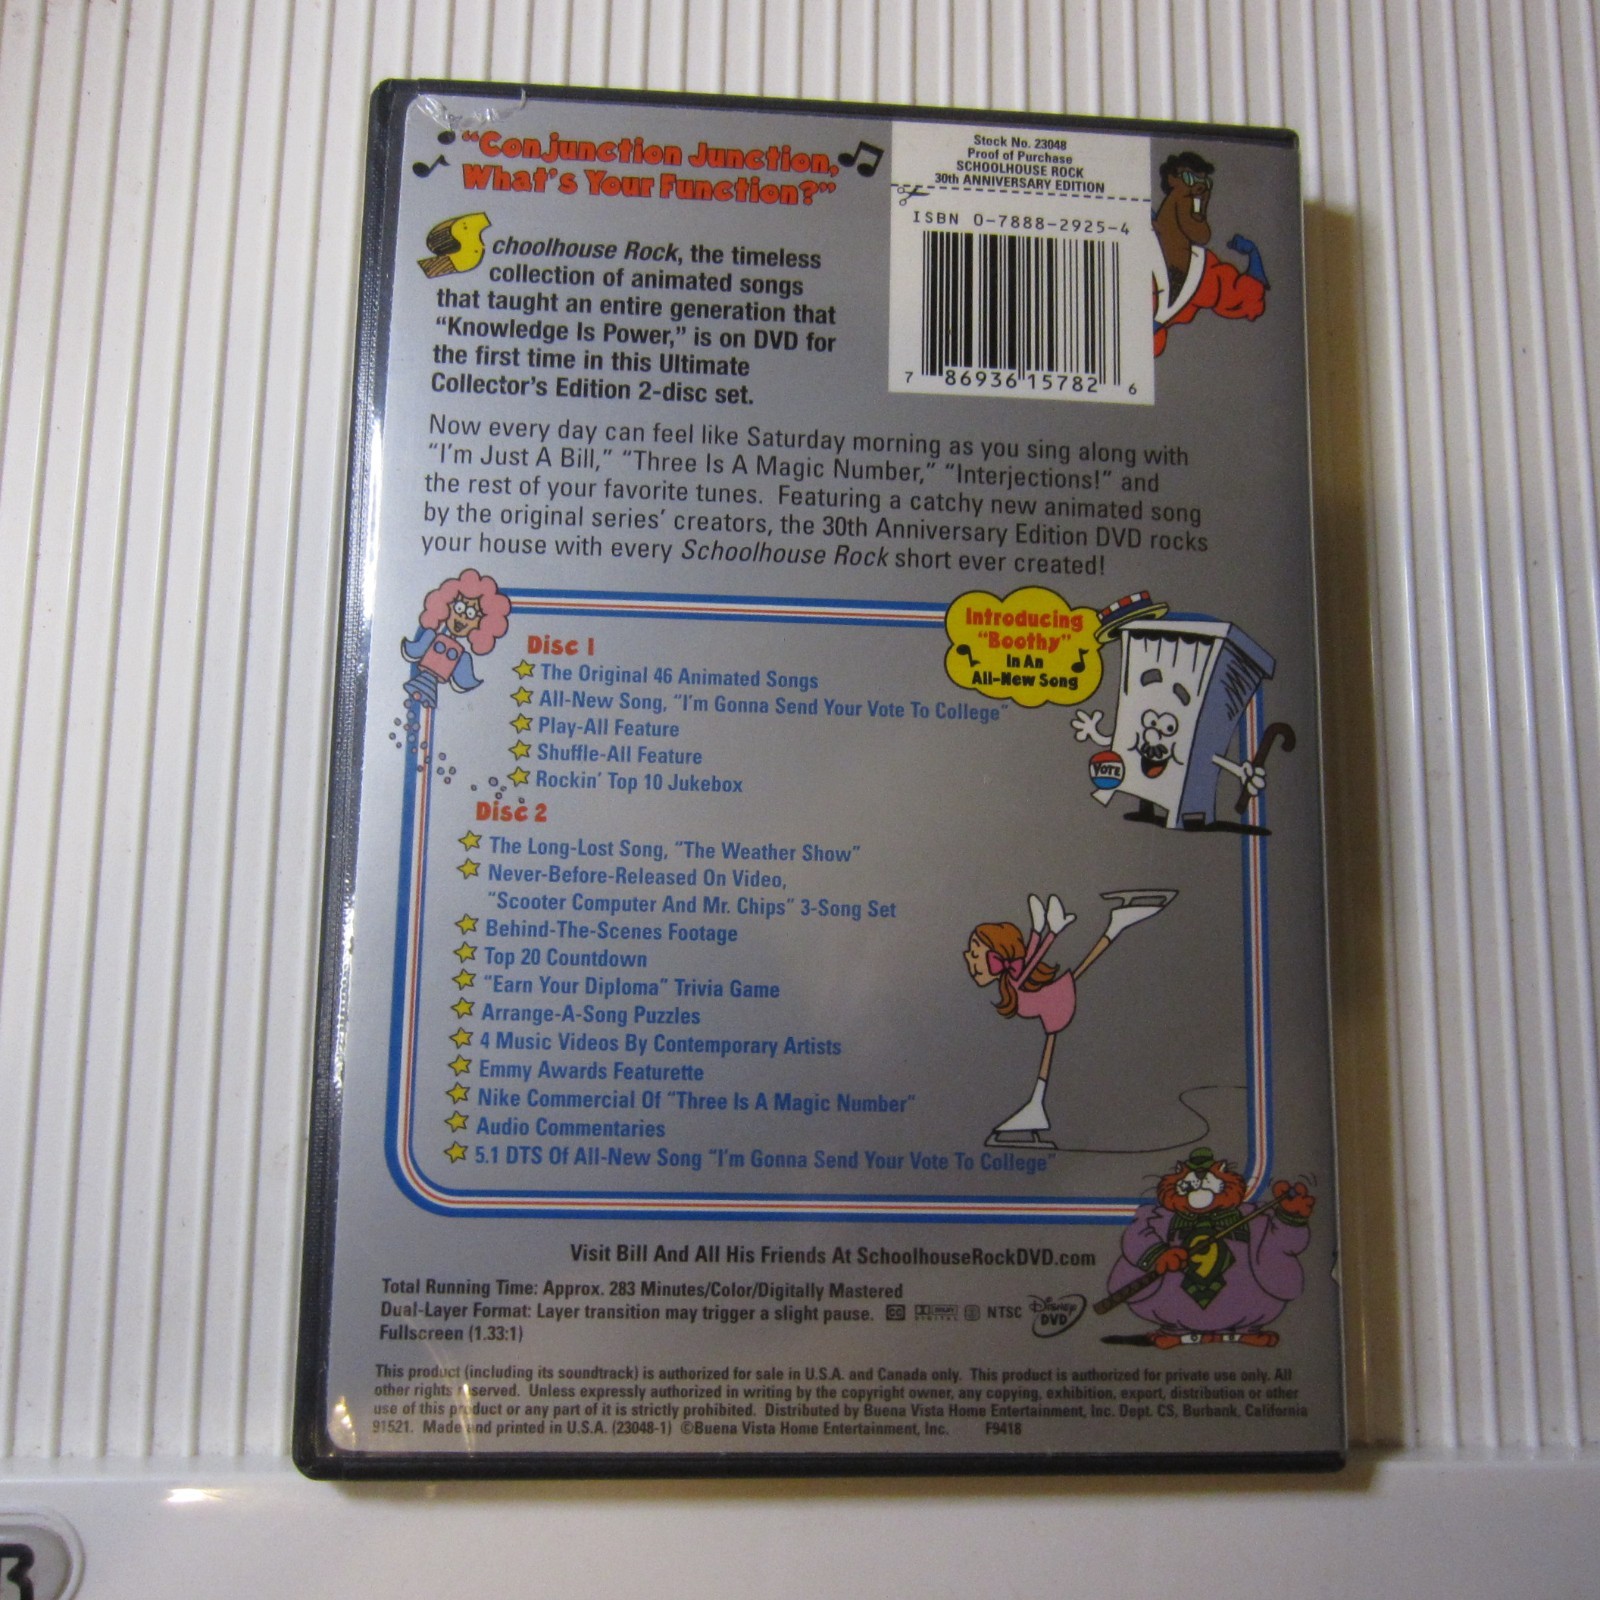 "Conjunction Junction,
What's Your Function?"
Schoolhouse Rock, the timeless
collection of animated songs
that taught an entire generation that
"Knowledge Is Power," is on DVD for
the first time in this Ultimate
Collector's Edition 2-disc set.
Stock No. 23048
Proof of Purchase
SCHOOLHOUSE ROCK
30th ANNIVERSARY EDITION
ISBN 0-7888-2925-4
7 86936 15782 6
Now every day can feel like Saturday morning as you sing along with
"I'm Just A Bill," "Three Is A Magic Number," "Interjections!" and
the rest of your favorite tunes. Featuring a catchy new animated song
by the original series' creators, the 30th Anniversary Edition DVD rocks
your house with every Schoolhouse Rock short ever created!
Introducing
"Boothy"
In An
All-New Song
VOTE
Disc 1
The Original 46 Animated Songs
All-New Song, "I'm Gonna Send Your Vote To College"
Play-All Feature
Shuffle-All Feature
Rockin' Top 10 Jukebox
Disc 2
The Long-Lost Song, "The Weather Show"
Never-Before-Released On Video,
"Scooter Computer And Mr. Chips" 3-Song Set
Behind-The-Scenes Footage
Top 20 Countdown
"Earn Your Diploma" Trivia Game
Arrange-A-Song Puzzles
4 Music Videos By Contemporary Artists
Emmy Awards Featurette
Nike Commercial Of "Three Is A Magic Number"
Audio Commentaries
5.1 DTS Of All-New Song "I'm Gonna Send Your Vote To College"
Visit Bill And All His Friends At SchoolhouseRockDVD.com
Total Running Time: Approx. 283 Minutes/Color/Digitally Mastered
Dual-Layer Format: Layer transition may trigger a slight pause. CC DIGITAL NTSC Disney DVD
Fullscreen (1.33:1)
This product (including its soundtrack) is authorized for sale in U.S.A. and Canada only. This product is authorized for private use only. All
other rights reserved. Unless expressly authorized in writing by the copyright owner, any copying, exhibition, export, distribution or other
use of this product or any part of it is strictly prohibited. Distributed by Buena Vista Home Entertainment, Inc. Dept. CS, Burbank, California
91521. Made and printed in U.S.A. (23048-1) ©Buena Vista Home Entertainment, Inc. F9418